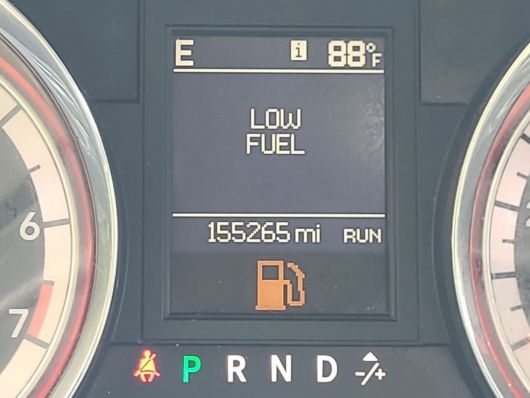 E i 88°F
LOW
FUEL
155265 mi RUN
6
7
P R N D -/+